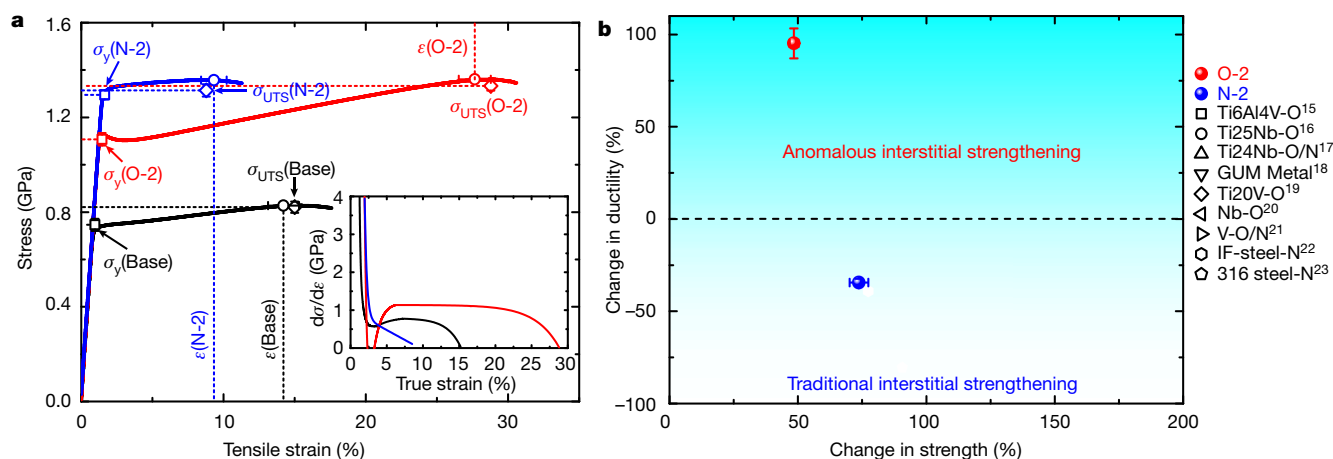 a
1.6
1.2
0.8
0.4
0.0
Stress (GPa)
σy(N-2)
σUTS(N-2)
ε(O-2)
σUTS(O-2)
σy(O-2)
σUTS(Base)
σy(Base)
ε(N-2)
ε(Base)
4
3
2
1
0
dσ/dε (GPa)
0 5 10 15 20 25 30
True strain (%)
0 10 20 30
Tensile strain (%)
b
100
50
0
−50
−100
Change in ductility (%)
Anomalous interstitial strengthening
Traditional interstitial strengthening
0 50 100 150 200
Change in strength (%)
O-2
N-2
Ti6Al4V-O¹⁵
Ti25Nb-O¹⁶
Ti24Nb-O/N¹⁷
GUM Metal¹⁸
Ti20V-O¹⁹
Nb-O²⁰
V-O/N²¹
IF-steel-N²²
316 steel-N²³